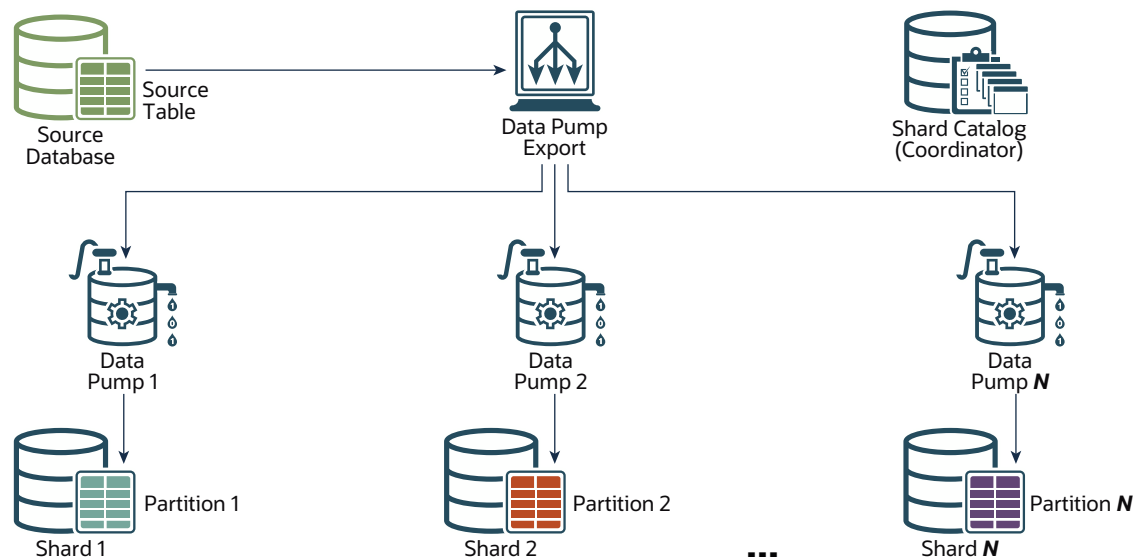 Source
Table
Source
Database
Data Pump
Export
Shard Catalog
(Coordinator)
Data
Pump 1
Data
Pump 2
Data
Pump N
Partition 1
Partition 2
Partition N
Shard 1
Shard 2
...
Shard N